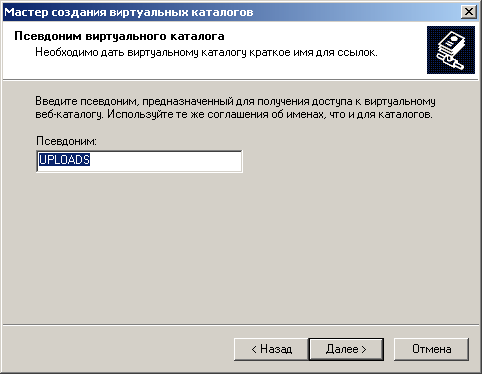 Мастер создания виртуальных каталогов
Псевдоним виртуального каталога
Необходимо дать виртуальному каталогу краткое имя для ссылок.
Введите псевдоним, предназначенный для получения доступа к виртуальному
веб-каталогу. Используйте те же соглашения об именах, что и для каталогов.
Псевдоним:
UPLOADS
< Назад
Далее >
Отмена